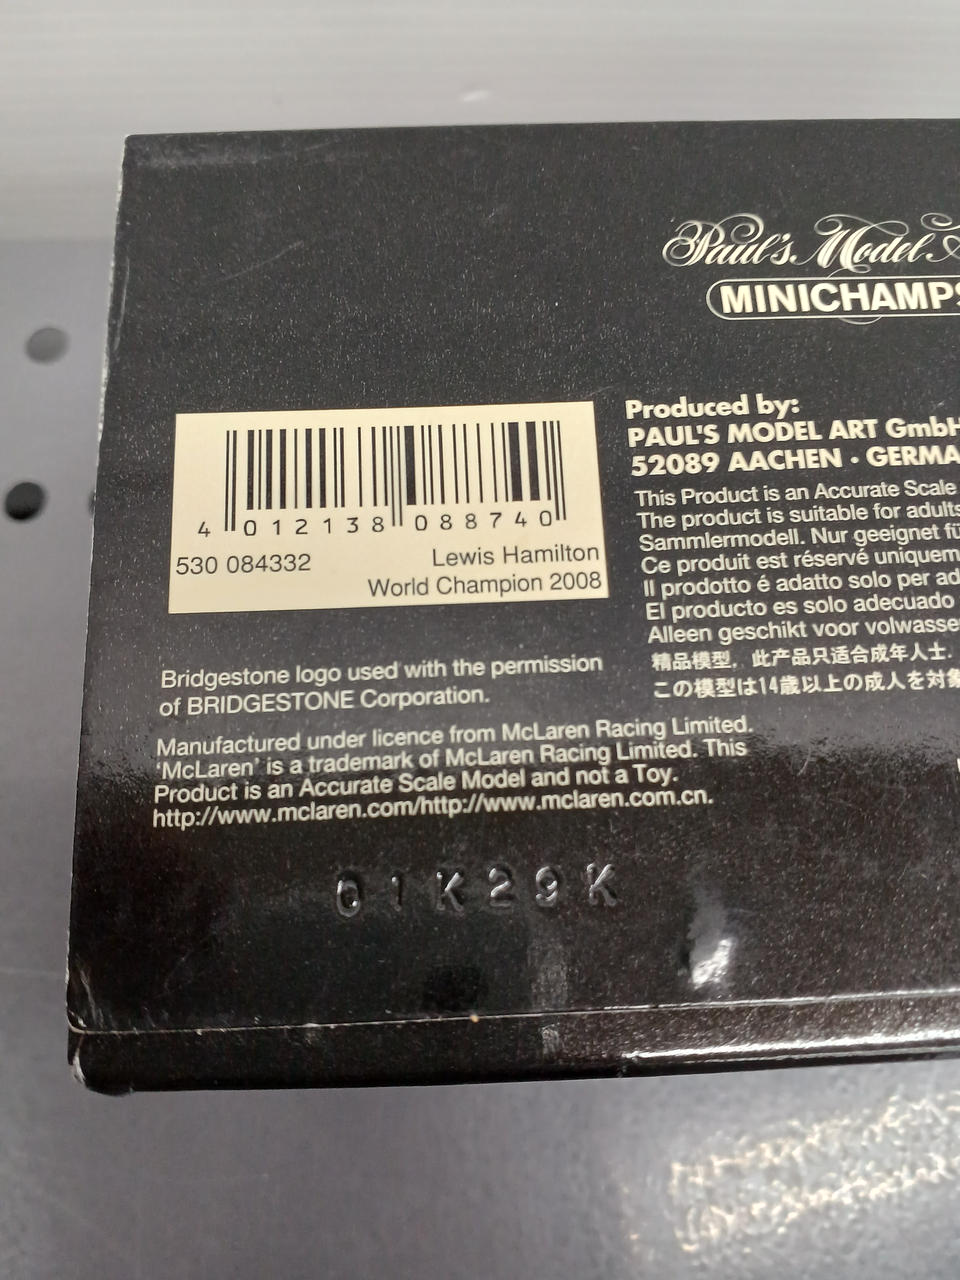 Paul's Model
MINICHAMPS
4 012138 088740
530 084332
Lewis Hamilton
World Champion 2008
Produced by:
PAUL'S MODEL ART GmbH
52089 AACHEN · GERMA
This Product is an Accurate Scale
The product is suitable for adults
Sammlermodell. Nur geeignet fü
Ce produit est réservé uniquem
Il prodotto é adatto solo per ad
El producto es solo adecuado
Alleen geschikt voor volwasse
精品模型，此产品只适合成年人士.
この模型は14歳以上の成人を対象
Bridgestone logo used with the permission
of BRIDGESTONE Corporation.
Manufactured under licence from McLaren Racing Limited.
‘McLaren’ is a trademark of McLaren Racing Limited. This
Product is an Accurate Scale Model and not a Toy.
http://www.mclaren.com/http://www.mclaren.com.cn.
01K29K